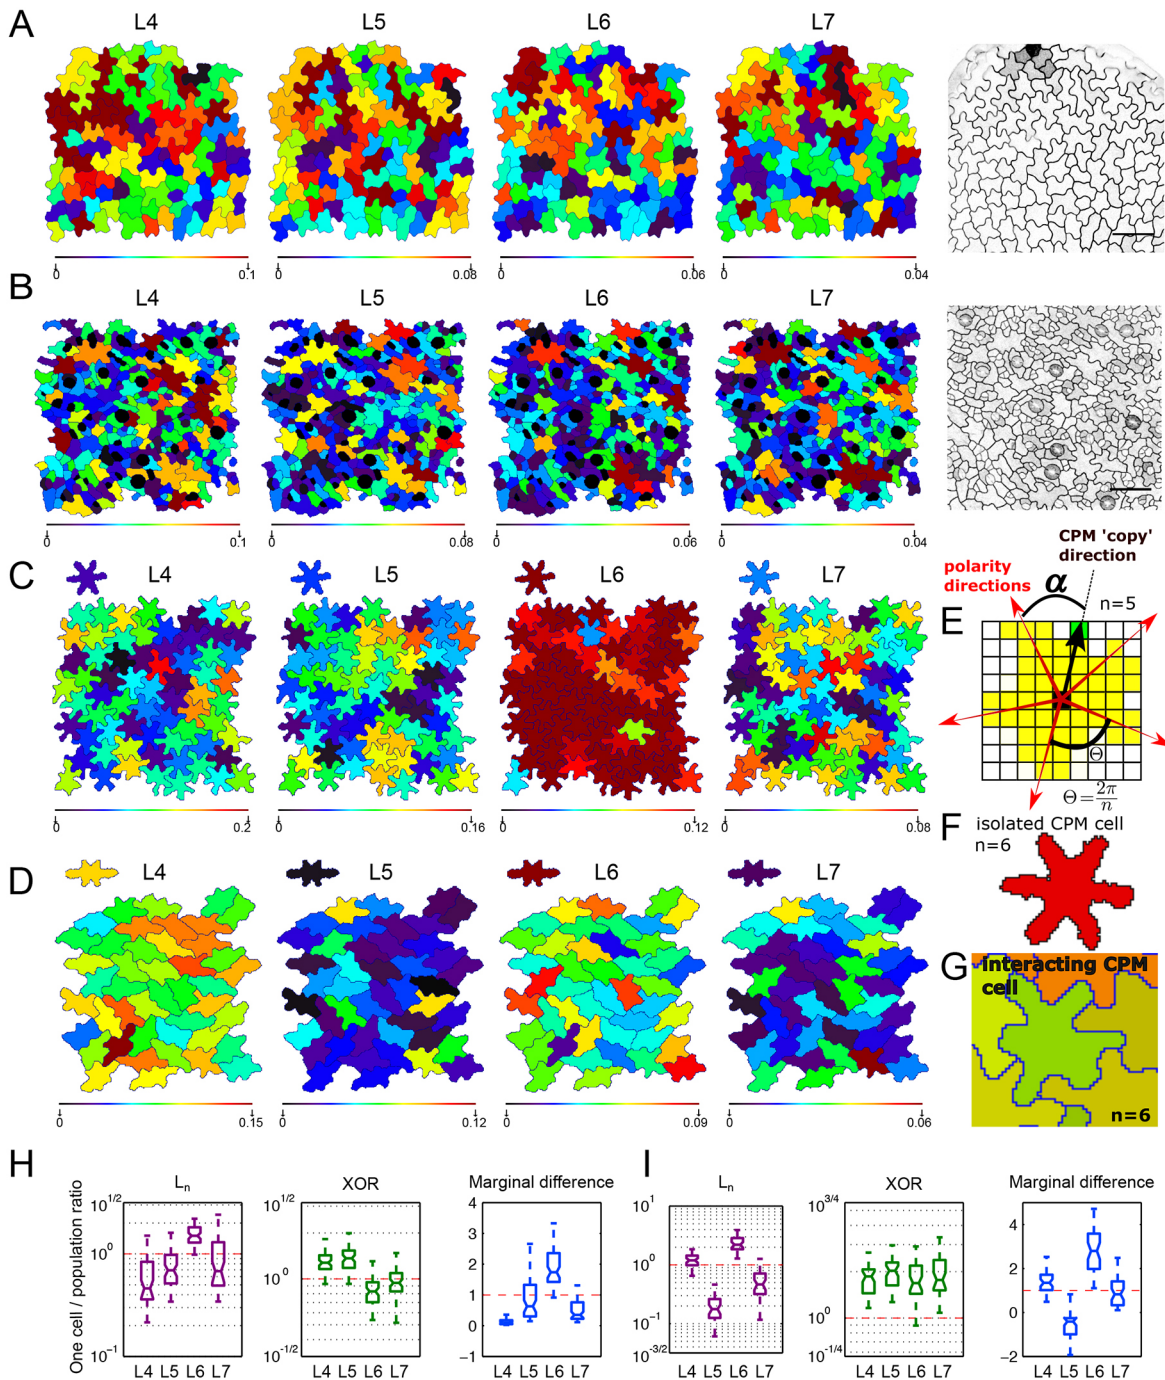 A
L4 L5 L6 L7
0 0.1 0 0.08 0 0.06 0 0.04
B
L4 L5 L6 L7
0 0.1 0 0.08 0 0.06 0 0.04
C
L4 L5 L6 L7
0 0.2 0 0.16 0 0.12 0 0.08
D
L4 L5 L6 L7
0 0.15 0 0.12 0 0.09 0 0.06
CPM 'copy'
direction
polarity
directions
α
n=5
E
Θ
Θ=2π/n
F
isolated CPM cell
n=6
G
interacting CPM
cell
n=6
H
One cell / population ratio
Lₙ
10^1/2
10^0
10^-1
L4 L5 L6 L7
XOR
10^1/2
10^0
10^-1/2
L4 L5 L6 L7
Marginal difference
4
3
2
1
0
−1
L4 L5 L6 L7
I
Lₙ
10^1
10^0
10^-1
10^-3/2
L4 L5 L6 L7
XOR
10^3/4
10^0
10^-1/4
L4 L5 L6 L7
Marginal difference
4
2
0
−2
L4 L5 L6 L7